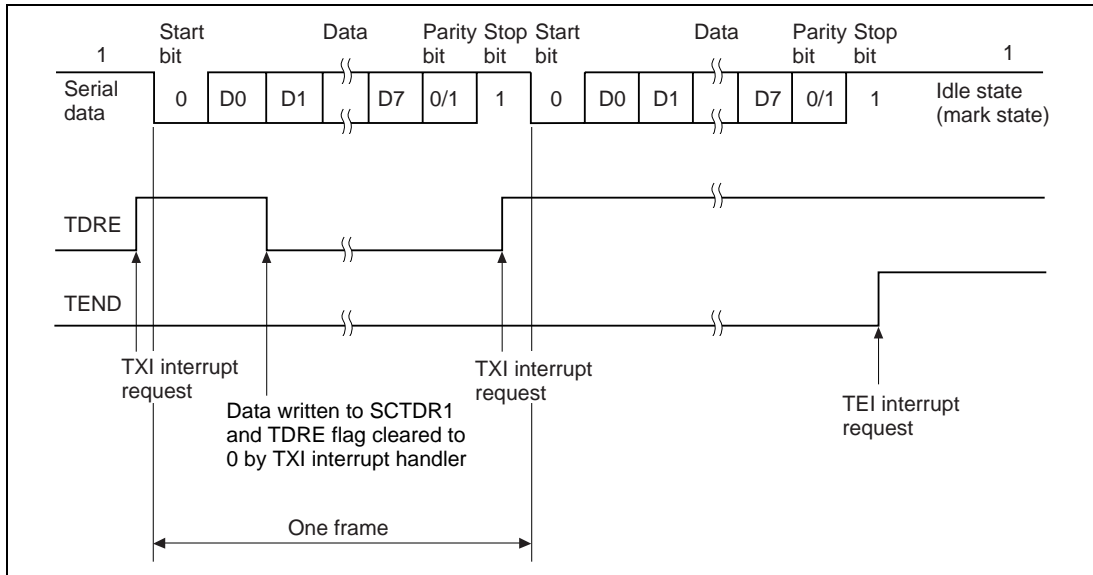 Start bit
Data
Parity bit
Stop bit
Start bit
Data
Parity bit
Stop bit
1
1
Serial data
0
D0
D1
D7
0/1
1
0
D0
D1
D7
0/1
1
Idle state
(mark state)
TDRE
TEND
TXI interrupt
request
Data written to SCTDR1
and TDRE flag cleared to
0 by TXI interrupt handler
TXI interrupt
request
TEI interrupt
request
One frame